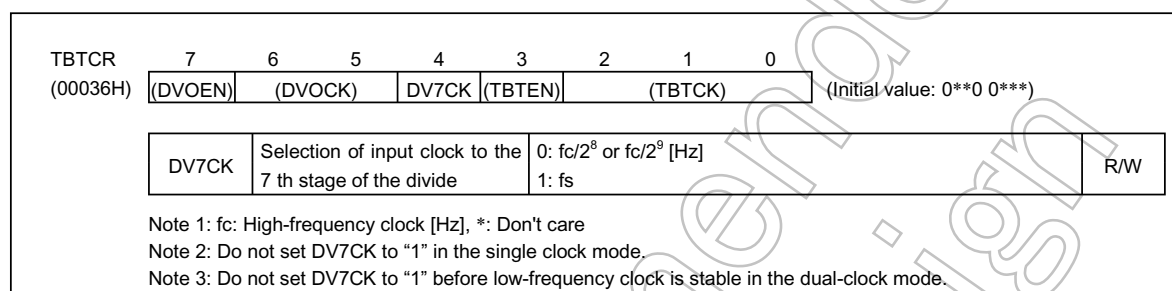 TBTCR 7 6 5 4 3 2 1 0
(00036H) (DVOEN) (DVOCK) DV7CK (TBTEN) (TBTCK) (Initial value: 0**0 0***)
DV7CK Selection of input clock to the 7 th stage of the divide 0: fc/2⁸ or fc/2⁹ [Hz] R/W
1: fs
Note 1: fc: High-frequency clock [Hz], *: Don't care
Note 2: Do not set DV7CK to “1” in the single clock mode.
Note 3: Do not set DV7CK to “1” before low-frequency clock is stable in the dual-clock mode.